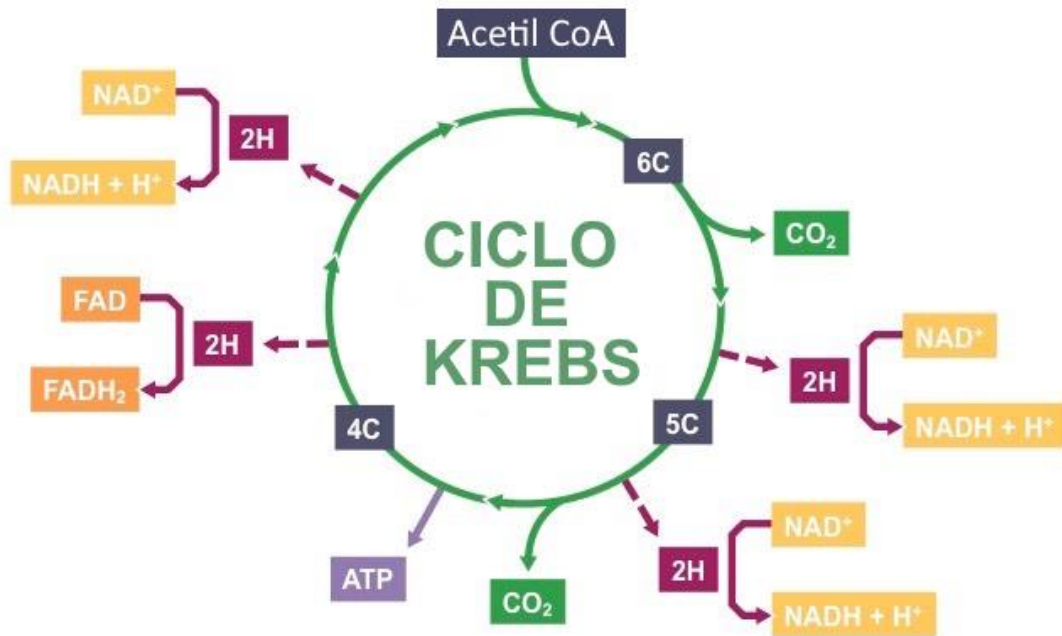 Acetil CoA
NAD⁺
2H
NADH + H⁺
6C
CO₂
CICLO
DE
KREBS
FAD
2H
FADH₂
NAD⁺
2H
NADH + H⁺
4C
5C
ATP
CO₂
NAD⁺
2H
NADH + H⁺